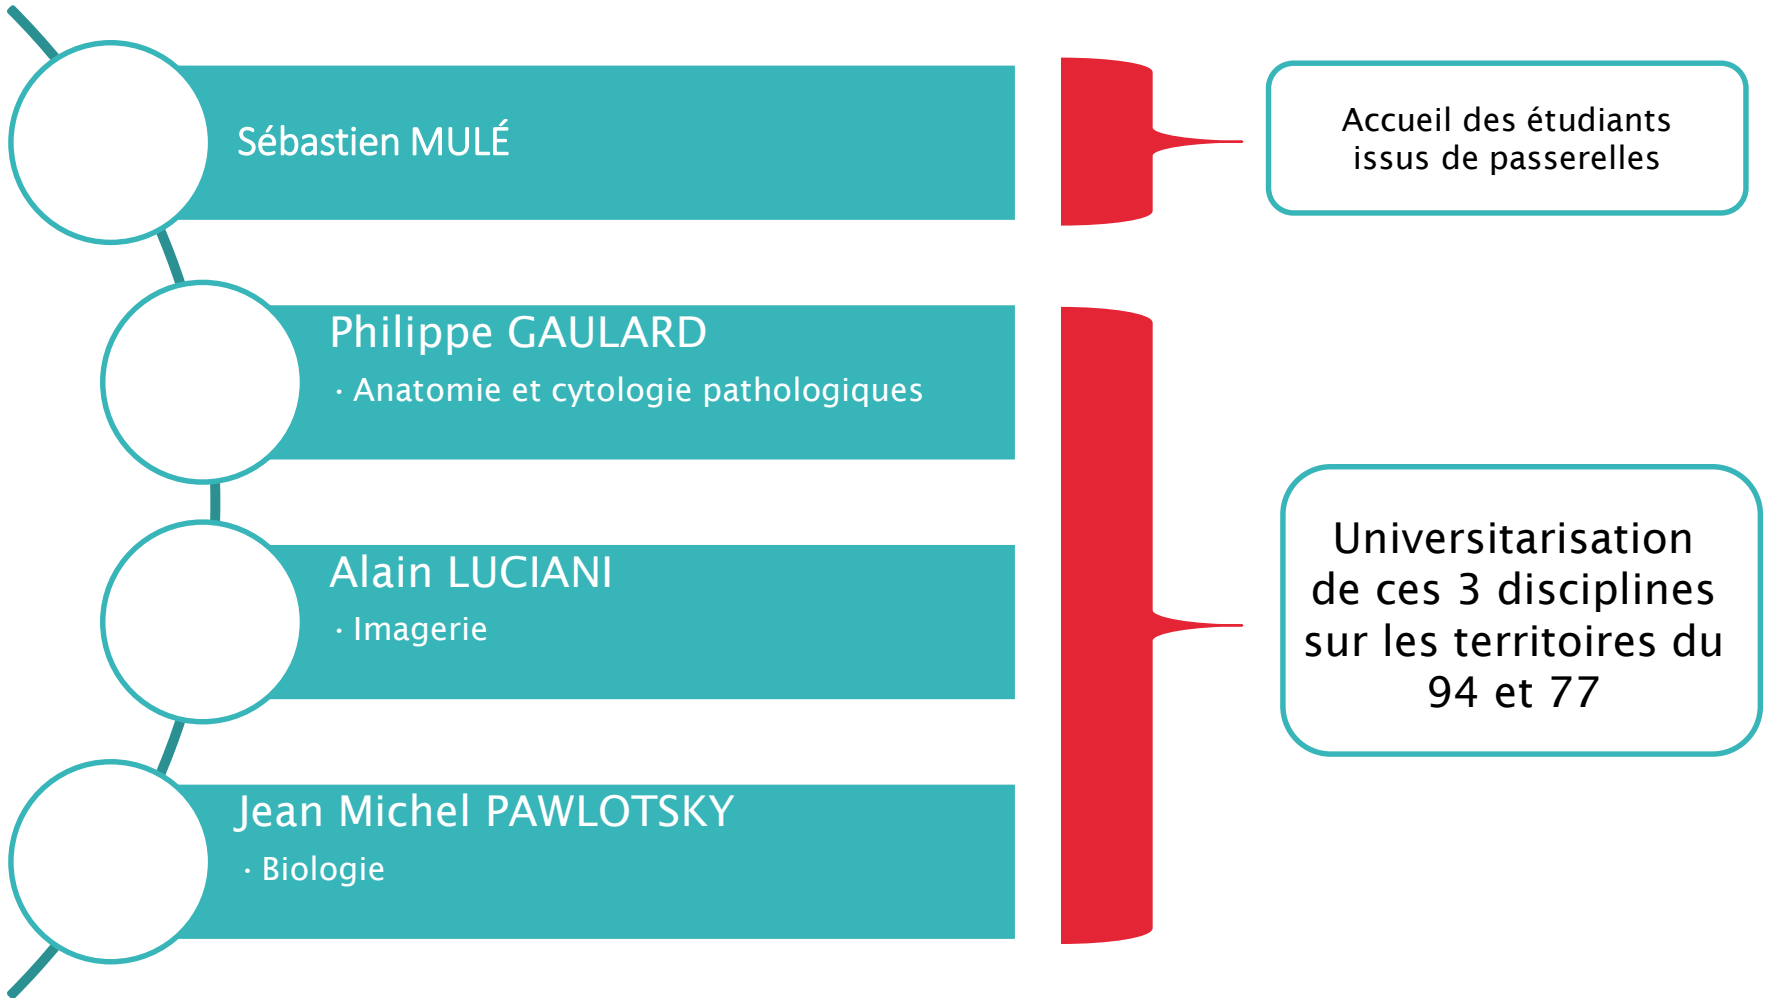 Sébastien MULÉ
Accueil des étudiants
issus de passerelles
Philippe GAULARD
· Anatomie et cytologie pathologiques
Alain LUCIANI
· Imagerie
Jean Michel PAWLOTSKY
· Biologie
Universitarisation
de ces 3 disciplines
sur les territoires du
94 et 77